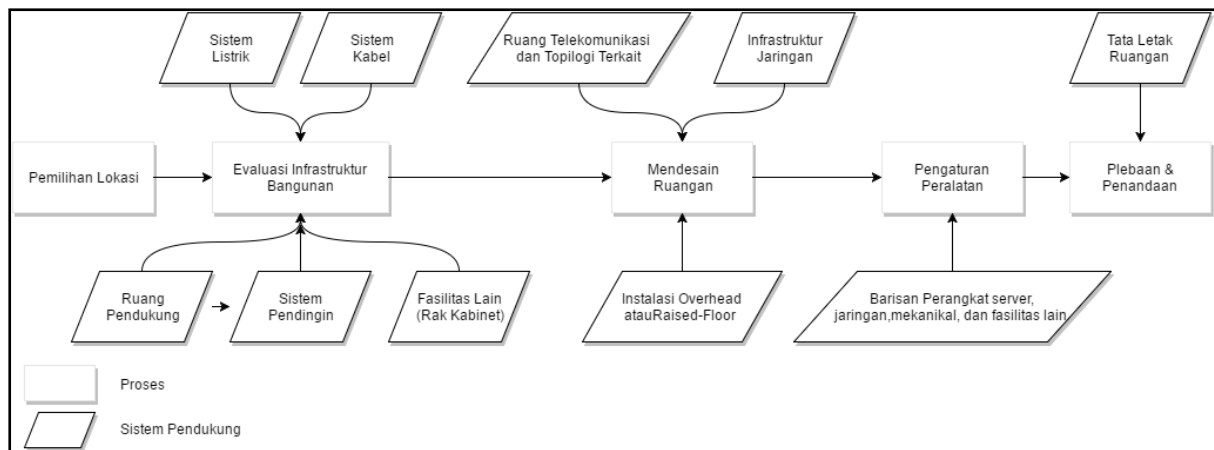 Sistem
Listrik
Sistem
Kabel
Ruang Telekomunikasi
dan Topilogi Terkait
Infrastruktur
Jaringan
Tata Letak
Ruangan
Pemilihan Lokasi
Evaluasi Infrastruktur
Bangunan
Mendesain
Ruangan
Pengaturan
Peralatan
Plebaan &
Penandaan
Ruang
Pendukung
Sistem
Pendingin
Fasilitas Lain
(Rak Kabinet)
Instalasi Overhead
atauRaised-Floor
Barisan Perangkat server,
jaringan,mekanikal, dan fasilitas lain
Proses
Sistem Pendukung